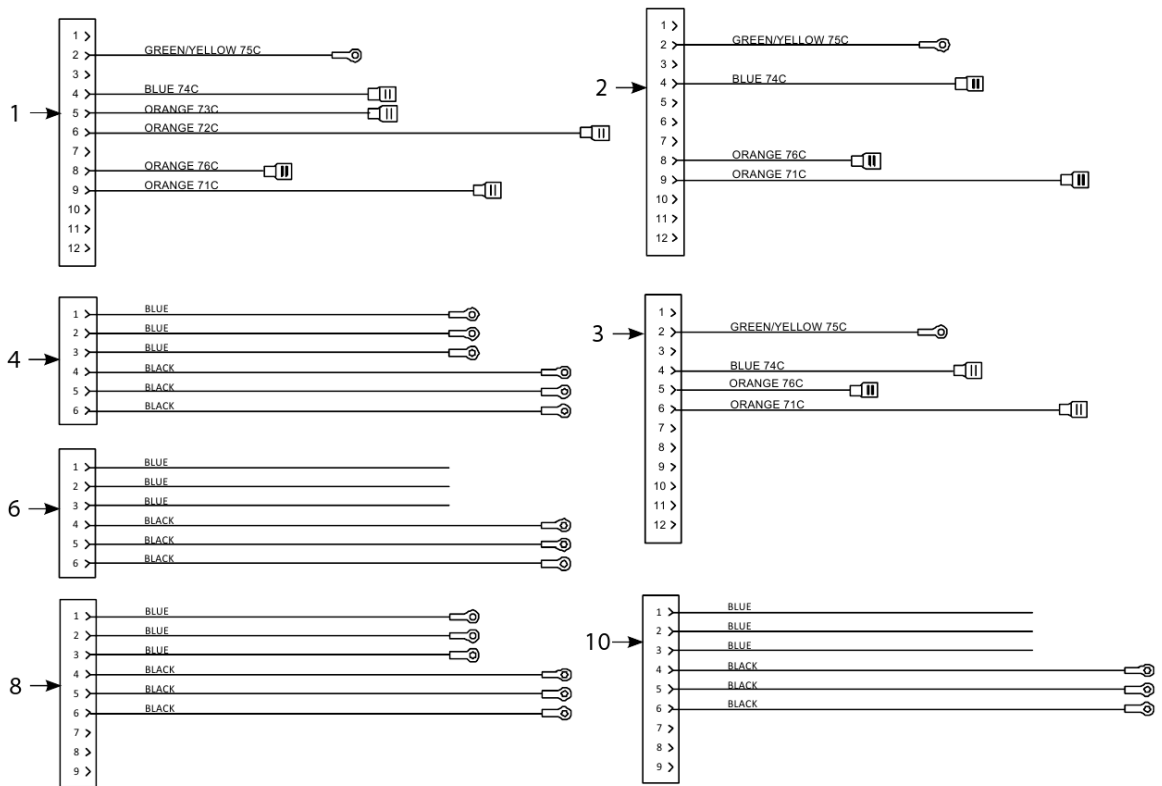 1
1
2 GREEN/YELLOW 75C
3
4 BLUE 74C
5 ORANGE 73C
6 ORANGE 72C
7
8 ORANGE 76C
9 ORANGE 71C
10
11
12
2
1
2 GREEN/YELLOW 75C
3
4 BLUE 74C
5
6
7
8 ORANGE 76C
9 ORANGE 71C
10
11
12
4
1 BLUE
2 BLUE
3 BLUE
4 BLACK
5 BLACK
6 BLACK
3
1
2 GREEN/YELLOW 75C
3
4 BLUE 74C
5 ORANGE 76C
6 ORANGE 71C
7
8
9
10
11
12
6
1 BLUE
2 BLUE
3 BLUE
4 BLACK
5 BLACK
6 BLACK
8
1 BLUE
2 BLUE
3 BLUE
4 BLACK
5 BLACK
6 BLACK
7
8
9
10
1 BLUE
2 BLUE
3 BLUE
4 BLACK
5 BLACK
6 BLACK
7
8
9